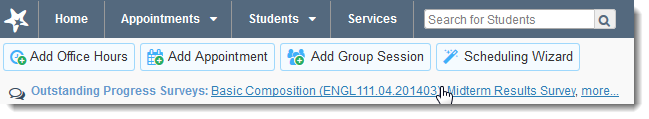 Home Appointments Students Services Search for Students
Add Office Hours Add Appointment Add Group Session Scheduling Wizard
Outstanding Progress Surveys: Basic Composition (ENGL111.04.201403) Midterm Results Survey, more...